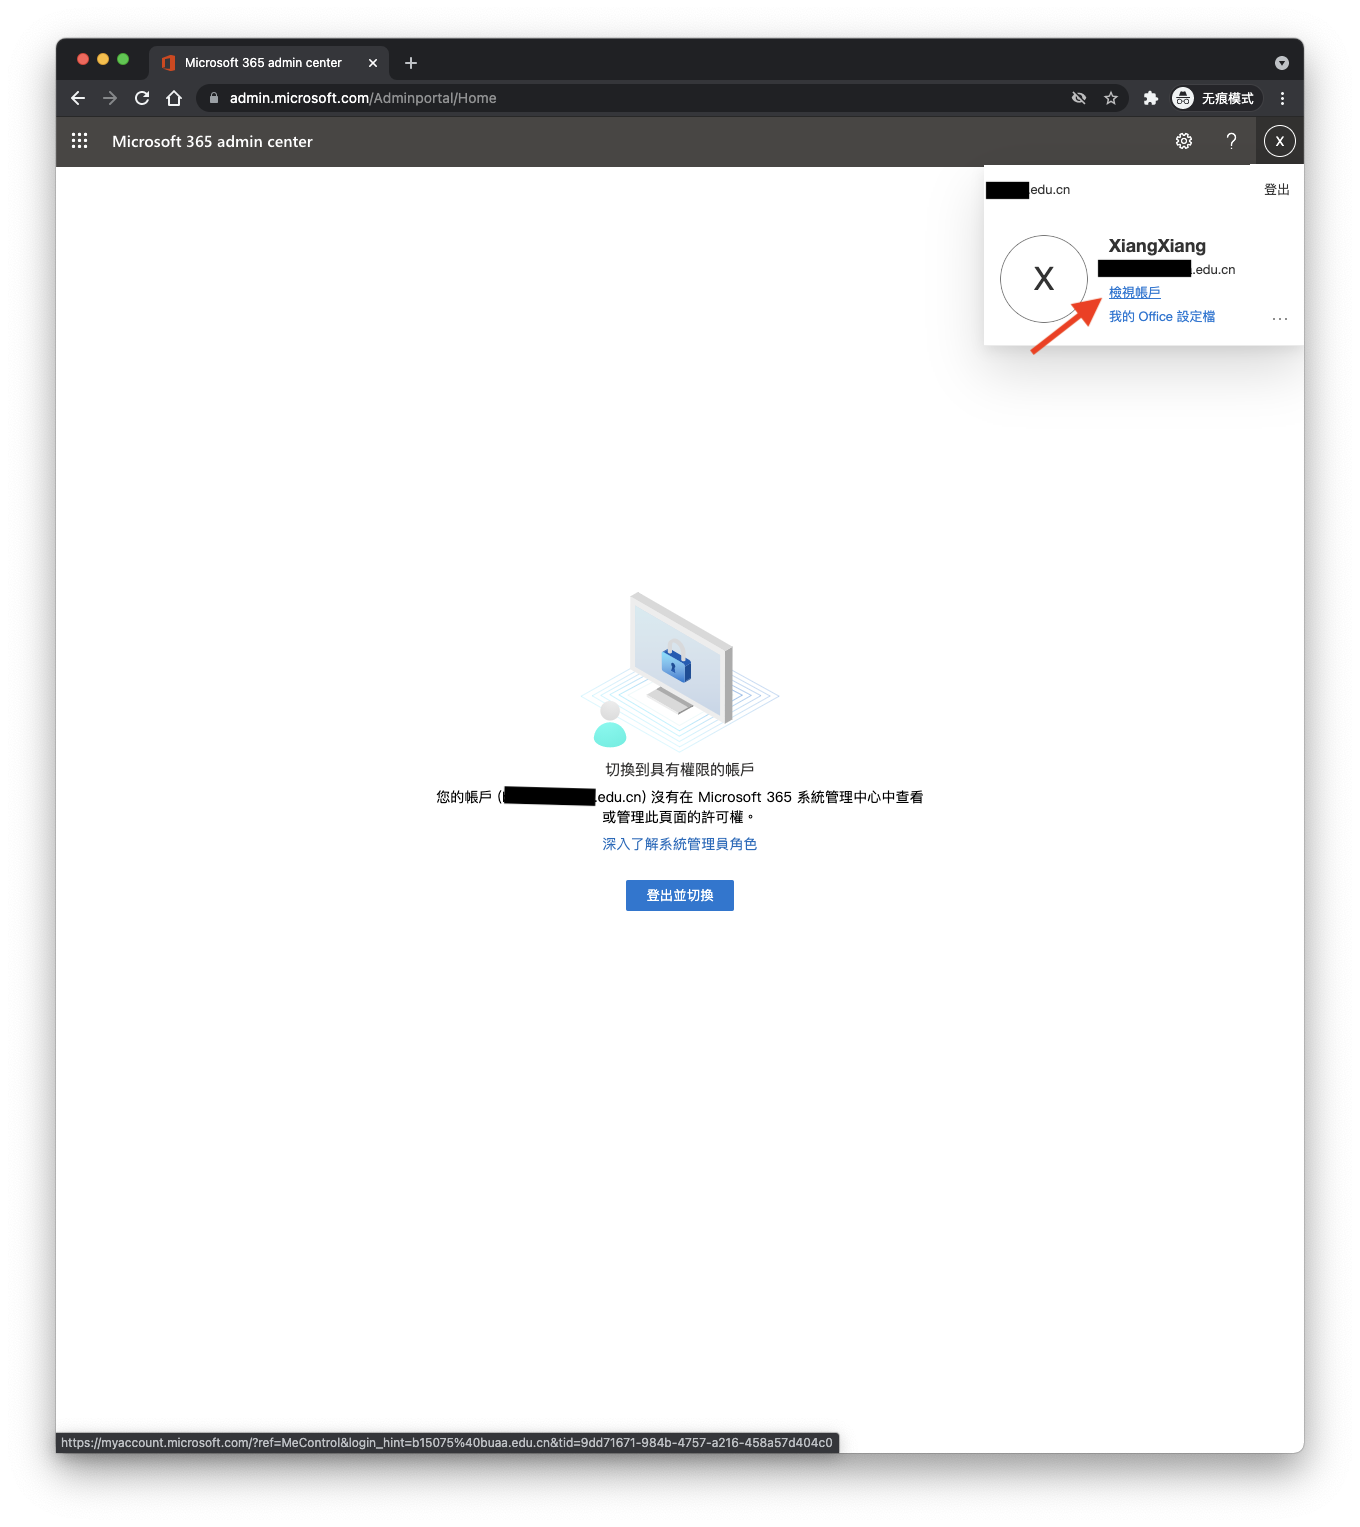 Microsoft 365 admin center
admin.microsoft.com/Adminportal/Home
无痕模式
Microsoft 365 admin center
X
.edu.cn
登出
X
XiangXiang
.edu.cn
檢視帳戶
我的 Office 設定檔
切換到具有權限的帳戶
您的帳戶 ( .edu.cn) 沒有在 Microsoft 365 系統管理中心中查看
或管理此頁面的許可權。
深入了解系統管理員角色
登出並切換
https://myaccount.microsoft.com/?ref=MeControl&login_hint=b15075%40buaa.edu.cn&tid=9dd71671-984b-4757-a216-458a57d404c0